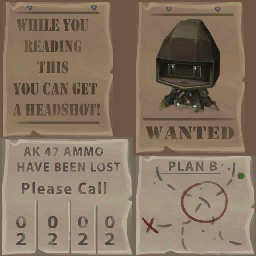 WHILE YOU
READING
THIS
YOU CAN GET
A HEADSHOT!
WANTED
AK 47 AMMO
HAVE BEEN LOST
Please Call
0 0 0 0
2 2 2 2
PLAN B
X